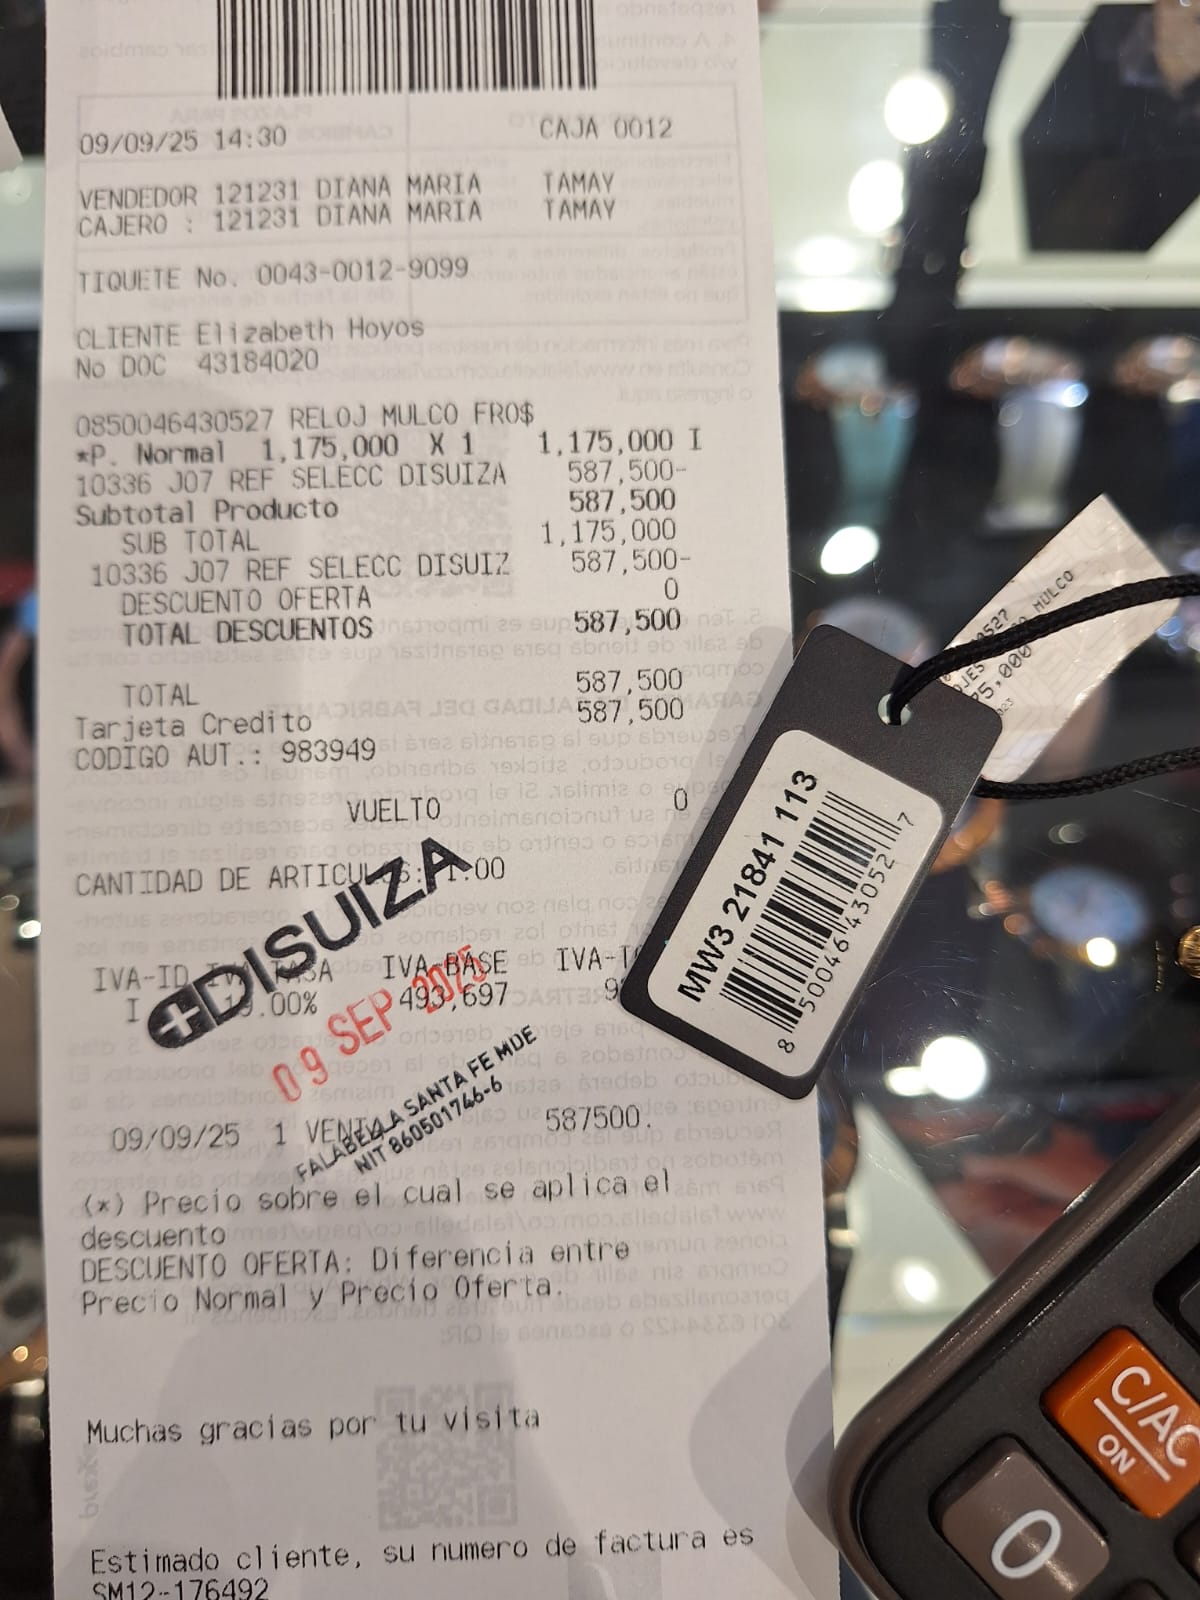 09/09/25 14:30 CAJA 0012
VENDEDOR 121231 DIANA MARIA TAMAY
CAJERO : 121231 DIANA MARIA TAMAY
TIQUETE No. 0043-0012-9099
CLIENTE Elizabeth Hoyos
No DOC 43184020
0850046430527 RELOJ MULCO FRO$
*P. Normal 1,175,000 X 1 1,175,000 I
10336 J07 REF SELECC DISUIZA 587,500-
Subtotal Producto 587,500
SUB TOTAL 1,175,000
10336 J07 REF SELECC DISUIZ 587,500-
DESCUENTO OFERTA 0
TOTAL DESCUENTOS 587,500
TOTAL 587,500
Tarjeta Credito 587,500
CODIGO AUT.: 983949
VUELTO 0
CANTIDAD DE ARTICULOS: 1.00
DISUIZA
IVA-ID IVA-TASA IVA-BASE
I 19.00% 493,697
09 SEP 2025
FALABELLA SANTA FE MDE
NIT 860501746-6
09/09/25 1 VENTA 587500.
(*) Precio sobre el cual se aplica el
descuento
DESCUENTO OFERTA: Diferencia entre
Precio Normal y Precio Oferta.
Muchas gracias por tu visita
Estimado cliente, su numero de factura es
SM12-176492
MW3 21841 113
8 50046 43052 7
MULCO
C/AC
ON
0